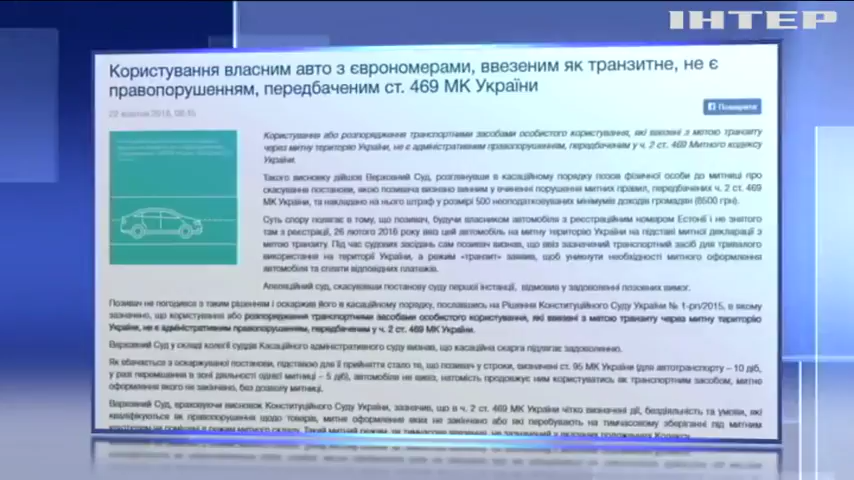 ІНТЕР
Користування власним авто з єврономерами, ввезеним як транзитне, не є
правопорушенням, передбаченим ст. 469 МК України
Поширити
Користування або розпорядження транспортними засобами особистого користування, які ввезені з метою транзиту
через митну територію України, не є адміністративним правопорушенням, передбаченим у ч. 2 ст. 469 Митного кодексу
України.
Такого висновку дійшов Верховний Суд, розглянувши в касаційному порядку позов фізичної особи до митниці про
скасування постанови, якою позивача визнано винним у вчиненні порушення митних правил, передбачених ч. 2 ст. 469
МК України, та накладено на нього штраф у розмірі 500 неоподатковуваних мінімумів доходів громадян (8500 грн).
Суть спору полягає в тому, що позивач, будучи власником автомобіля з реєстраційним номером Естонії і не знятого
там з реєстрації, 26 лютого 2016 року ввіз цей автомобіль на митну територію України на підставі митної декларації з
метою транзиту. Під час судових засідань сам позивач визнав, що ввіз зазначений транспортний засіб для тривалого
використання на території України, а режим «транзит» заявив, щоб уникнути необхідності митного оформлення
автомобіля та сплати відповідних платежів.
Апеляційний суд, скасувавши постанову суду першої інстанції, відмовив у задоволенні позовних вимог.
Позивач не погодився з таким рішенням і оскаржив його в касаційному порядку, пославшись на Рішення Конституційного Суду України № 1-рп/2015, в якому
зазначено, що користування або розпорядження транспортними засобами особистого користування, які ввезені з метою транзиту через митну територію
України, не є адміністративним правопорушенням, передбаченим у ч. 2 ст. 469 МК України.
Верховний Суд у складі колегії суддів Касаційного адміністративного суду визнав, що касаційна скарга підлягає задоволенню.
Як вбачається з оскаржуваної постанови, підставою для її прийняття стало те, що позивач у строки, визначені ст. 95 МК України (для автотранспорту – 10 діб,
у разі переміщення в зоні діяльності однієї митниці – 5 діб), автомобіля не вивіз, натомість продовжує ним користуватись як транспортним засобом, митне
оформлення якого не закінчено, без дозволу митниці.
Верховний Суд, враховуючи висновок Конституційного Суду України, зазначив, що в ч. 2 ст. 469 МК України чітко визначені дії, бездіяльність та умови, які
кваліфікуються як правопорушення щодо товарів, митне оформлення яких не закінчено або які перебувають на тимчасовому зберіганні під митним